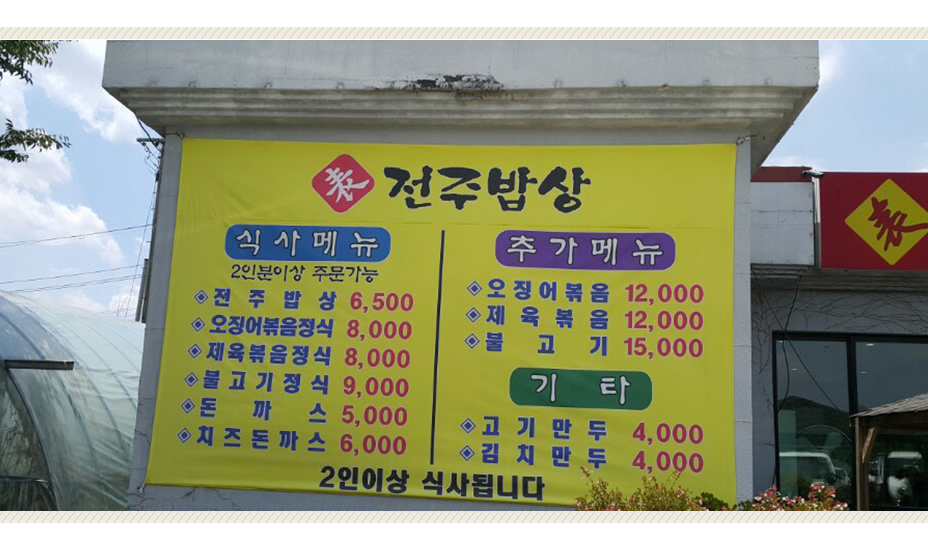 表 전주밥상
식사메뉴
2인분이상 주문가능
전주밥상 6,500
오징어볶음정식 8,000
제육볶음정식 8,000
불고기정식 9,000
돈까스 5,000
치즈돈까스 6,000
추가메뉴
오징어볶음 12,000
제육볶음 12,000
불고기 15,000
기타
고기만두 4,000
김치만두 4,000
2인이상 식사됩니다
表